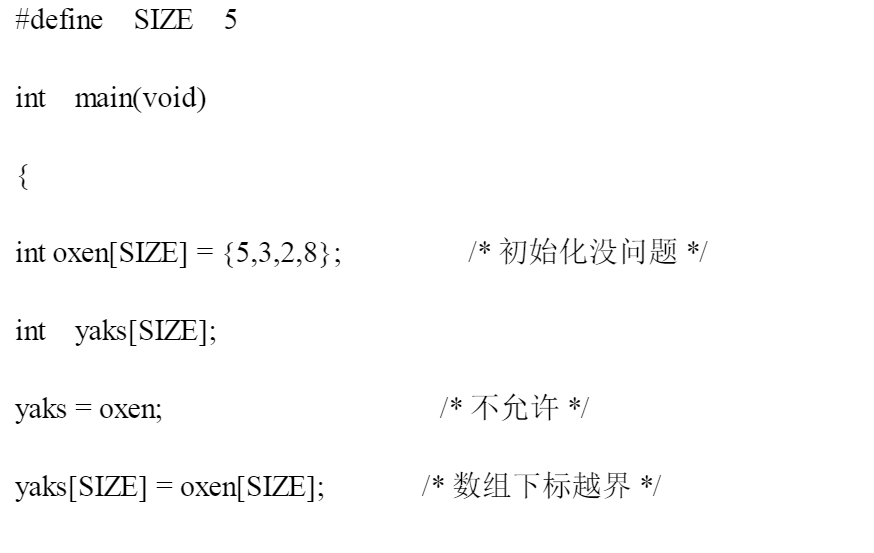 #define SIZE 5
int main(void)
{
int oxen[SIZE] = {5,3,2,8}; /* 初始化没问题 */
int yaks[SIZE];
yaks = oxen; /* 不允许 */
yaks[SIZE] = oxen[SIZE]; /* 数组下标越界 */